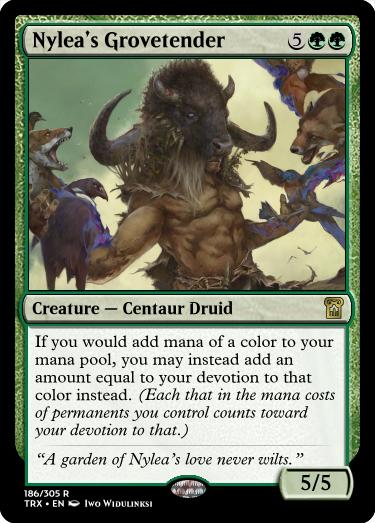 Nylea's Grovetender 5
Creature — Centaur Druid
If you would add mana of a color to your
mana pool, you may instead add an
amount equal to your devotion to that
color instead. (Each that in the mana costs
of permanents you control counts toward
your devotion to that.)
“A garden of Nylea's love never wilts.”
5/5
186/305 R
TRX • EN Iwo Widulinksi